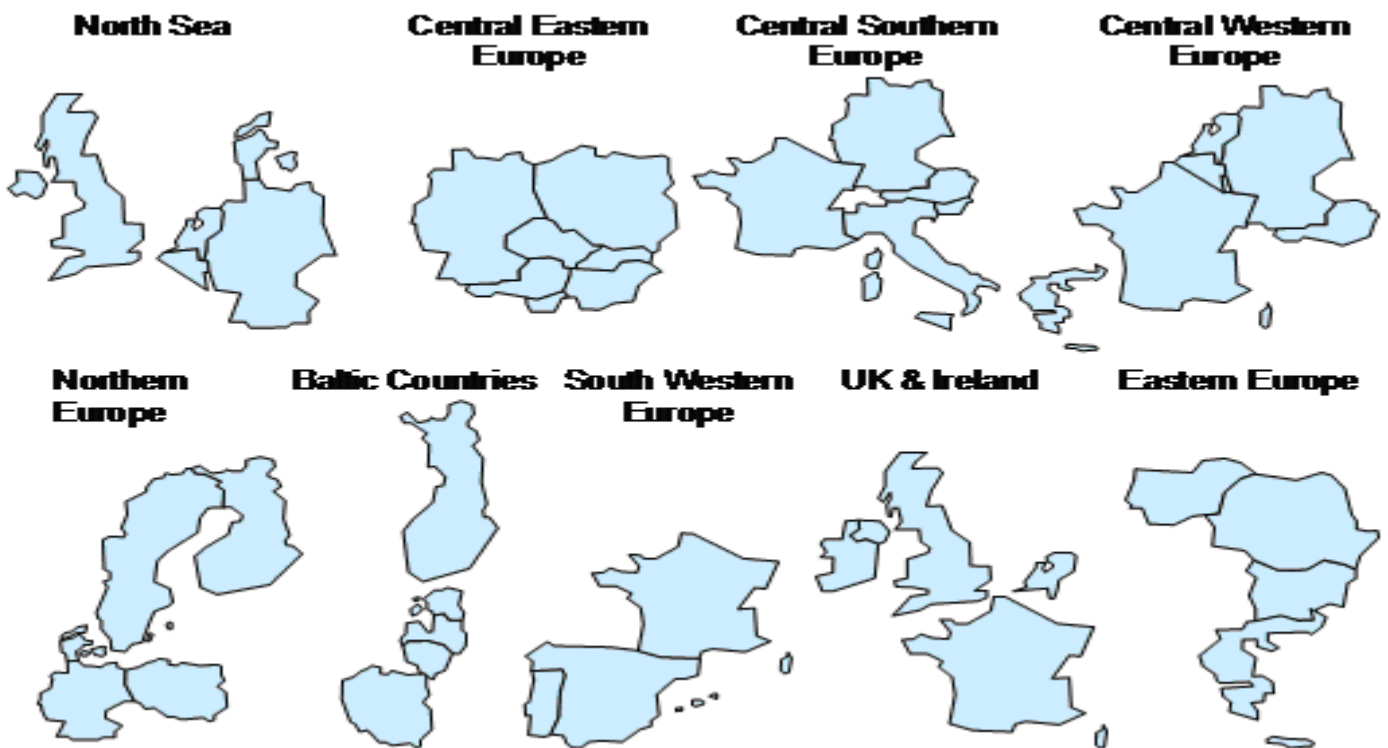 North Sea
Central Eastern
Europe
Central Southern
Europe
Central Western
Europe
Northern
Europe
Baltic Countries
South Western
Europe
UK & Ireland
Eastern Europe